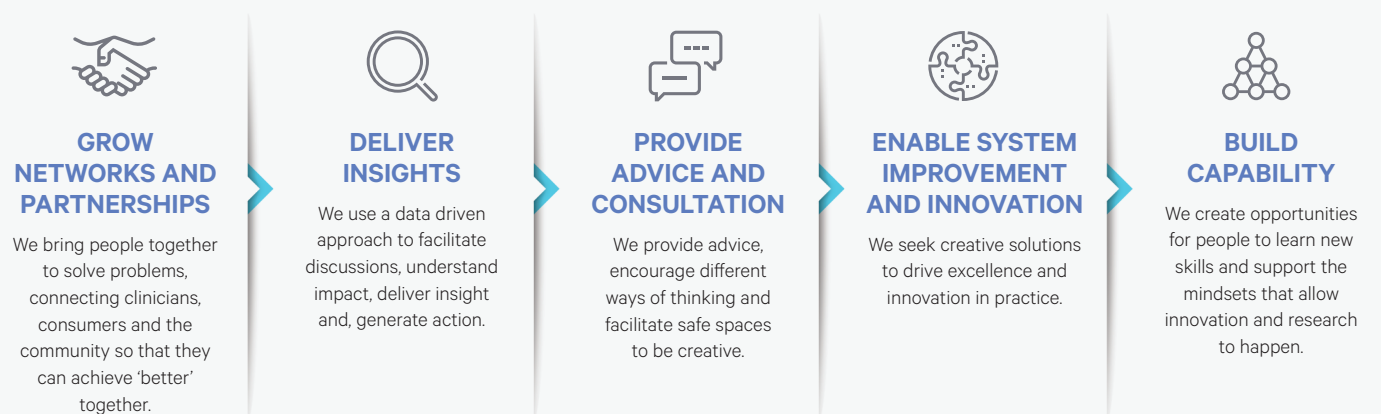 GROW
NETWORKS AND
PARTNERSHIPS
We bring people together
to solve problems,
connecting clinicians,
consumers and the
community so that they
can achieve ‘better’
together.
DELIVER
INSIGHTS
We use a data driven
approach to facilitate
discussions, understand
impact, deliver insight
and, generate action.
PROVIDE
ADVICE AND
CONSULTATION
We provide advice,
encourage different
ways of thinking and
facilitate safe spaces
to be creative.
ENABLE SYSTEM
IMPROVEMENT
AND INNOVATION
We seek creative solutions
to drive excellence and
innovation in practice.
BUILD
CAPABILITY
We create opportunities
for people to learn new
skills and support the
mindsets that allow
innovation and research
to happen.